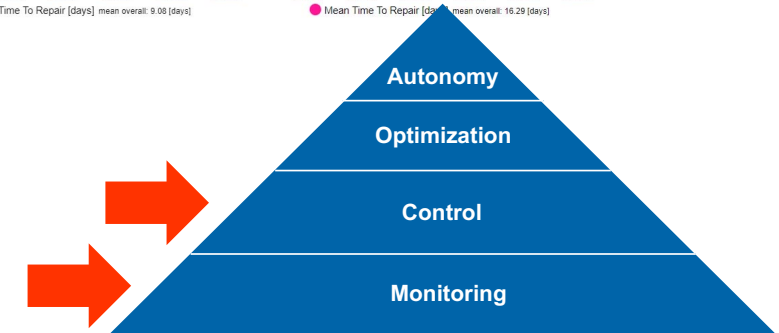 Time To Repair [days] mean overall: 9.08 [days]
Mean Time To Repair [day mean overall: 16.29 [days]
Autonomy
Optimization
Control
Monitoring